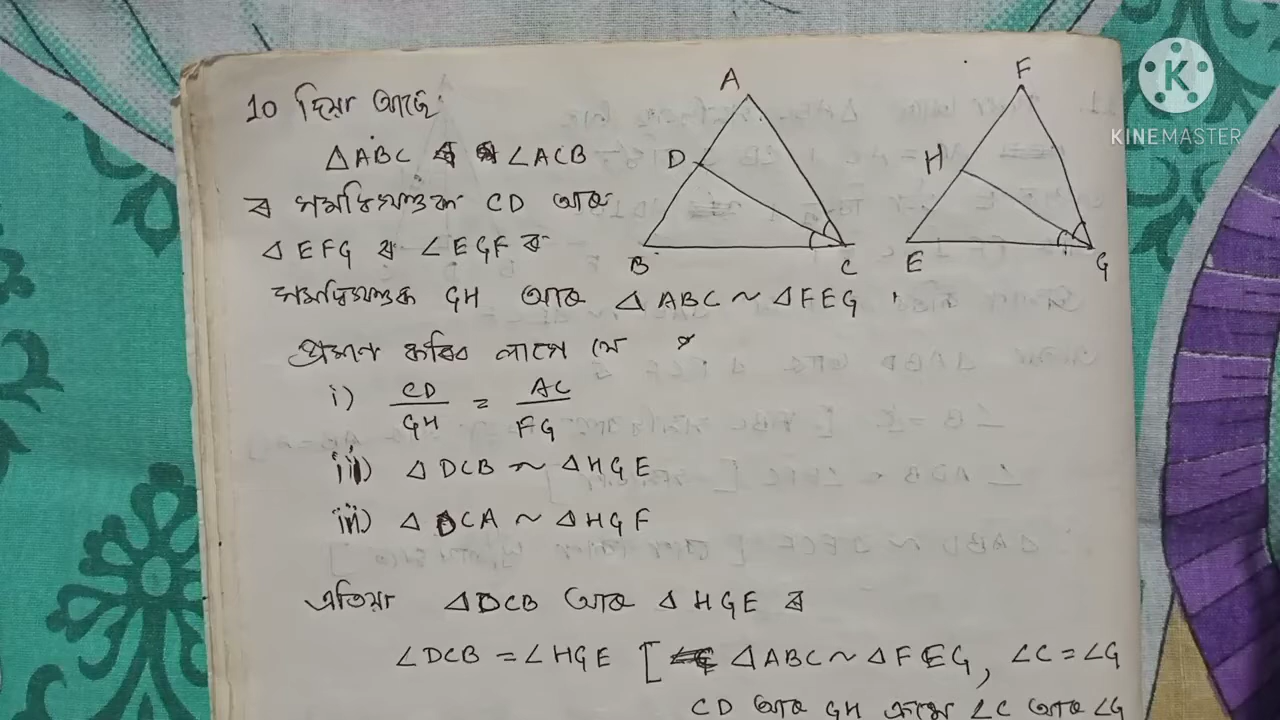 10 দিয়া আছে:
△ABC ∠ACB
ৰ সমদ্বিখণ্ডক CD আৰু
△EFG ৰ ∠EGF ৰ
সমদ্বিখণ্ডক GH আৰু △ABC ~ △FEG
প্ৰমাণ কৰিব লাগে যে
i) CD/GH = AC/FG
ii) △DCB ~ △HGE
iii) △DCA ~ △HGF
এতিয়া △DCB আৰু △HGE ৰ
∠DCB = ∠HGE [ △ABC ~ △FEG, ∠C = ∠G
CD আৰু GH ক্ৰমে ∠C আৰু ∠G
A
D
B
C
F
H
E
G
K
KINEMASTER